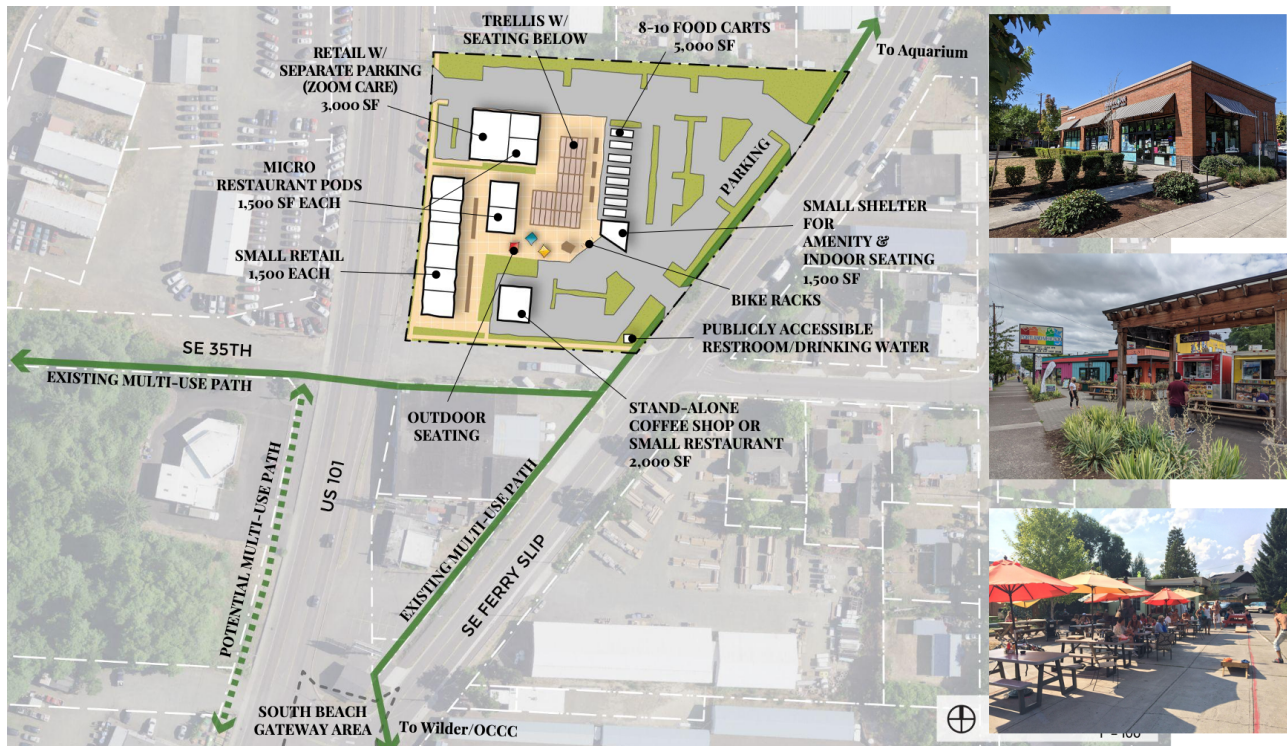 TRELLIS W/
SEATING BELOW
8-10 FOOD CARTS
5,000 SF
To Aquarium
RETAIL W/
SEPARATE PARKING
(ZOOM CARE)
3,000 SF
MICRO
RESTAURANT PODS
1,500 SF EACH
PARKING
SMALL SHELTER
FOR
AMENITY &
INDOOR SEATING
1,500 SF
SMALL RETAIL
1,500 EACH
BIKE RACKS
PUBLICLY ACCESSIBLE
RESTROOM/DRINKING WATER
SE 35TH
EXISTING MULTI-USE PATH
OUTDOOR
SEATING
STAND-ALONE
COFFEE SHOP OR
SMALL RESTAURANT
2,000 SF
POTENTIAL MULTI-USE PATH
US 101
EXISTING MULTI-USE PATH
SE FERRY SLIP
SOUTH BEACH
GATEWAY AREA
To Wilder/OCCC